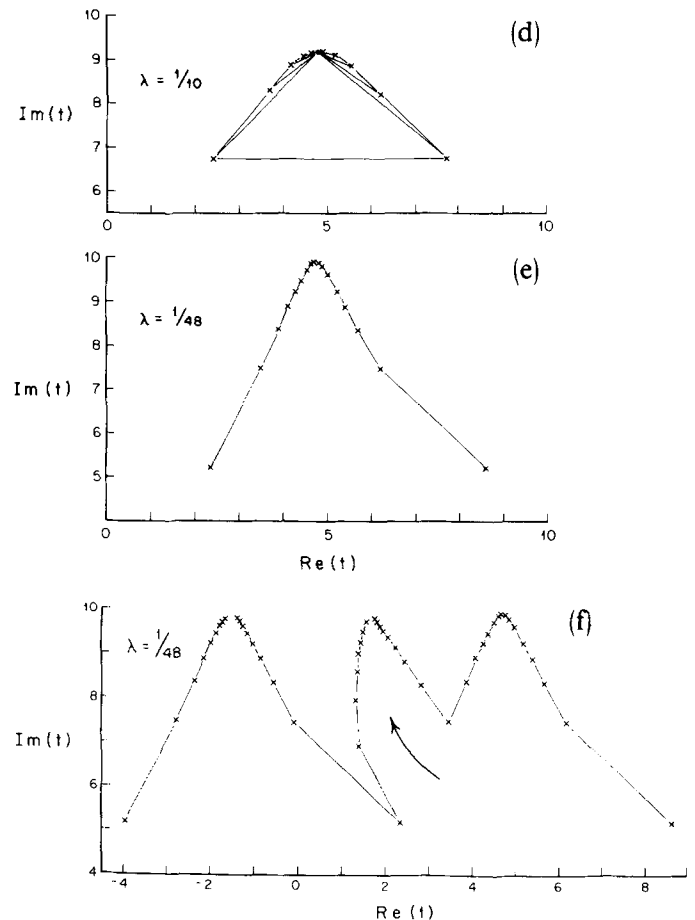 (d)
10
9
8
7
6
λ = 1/10
Im(t)
0 5 10
(e)
10
9
8
7
6
5
λ = 1/48
Im(t)
0 5 10
Re(t)
(f)
10
8
6
4
λ = 1/48
Im(t)
-4 -2 0 2 4 6 8
Re(t)